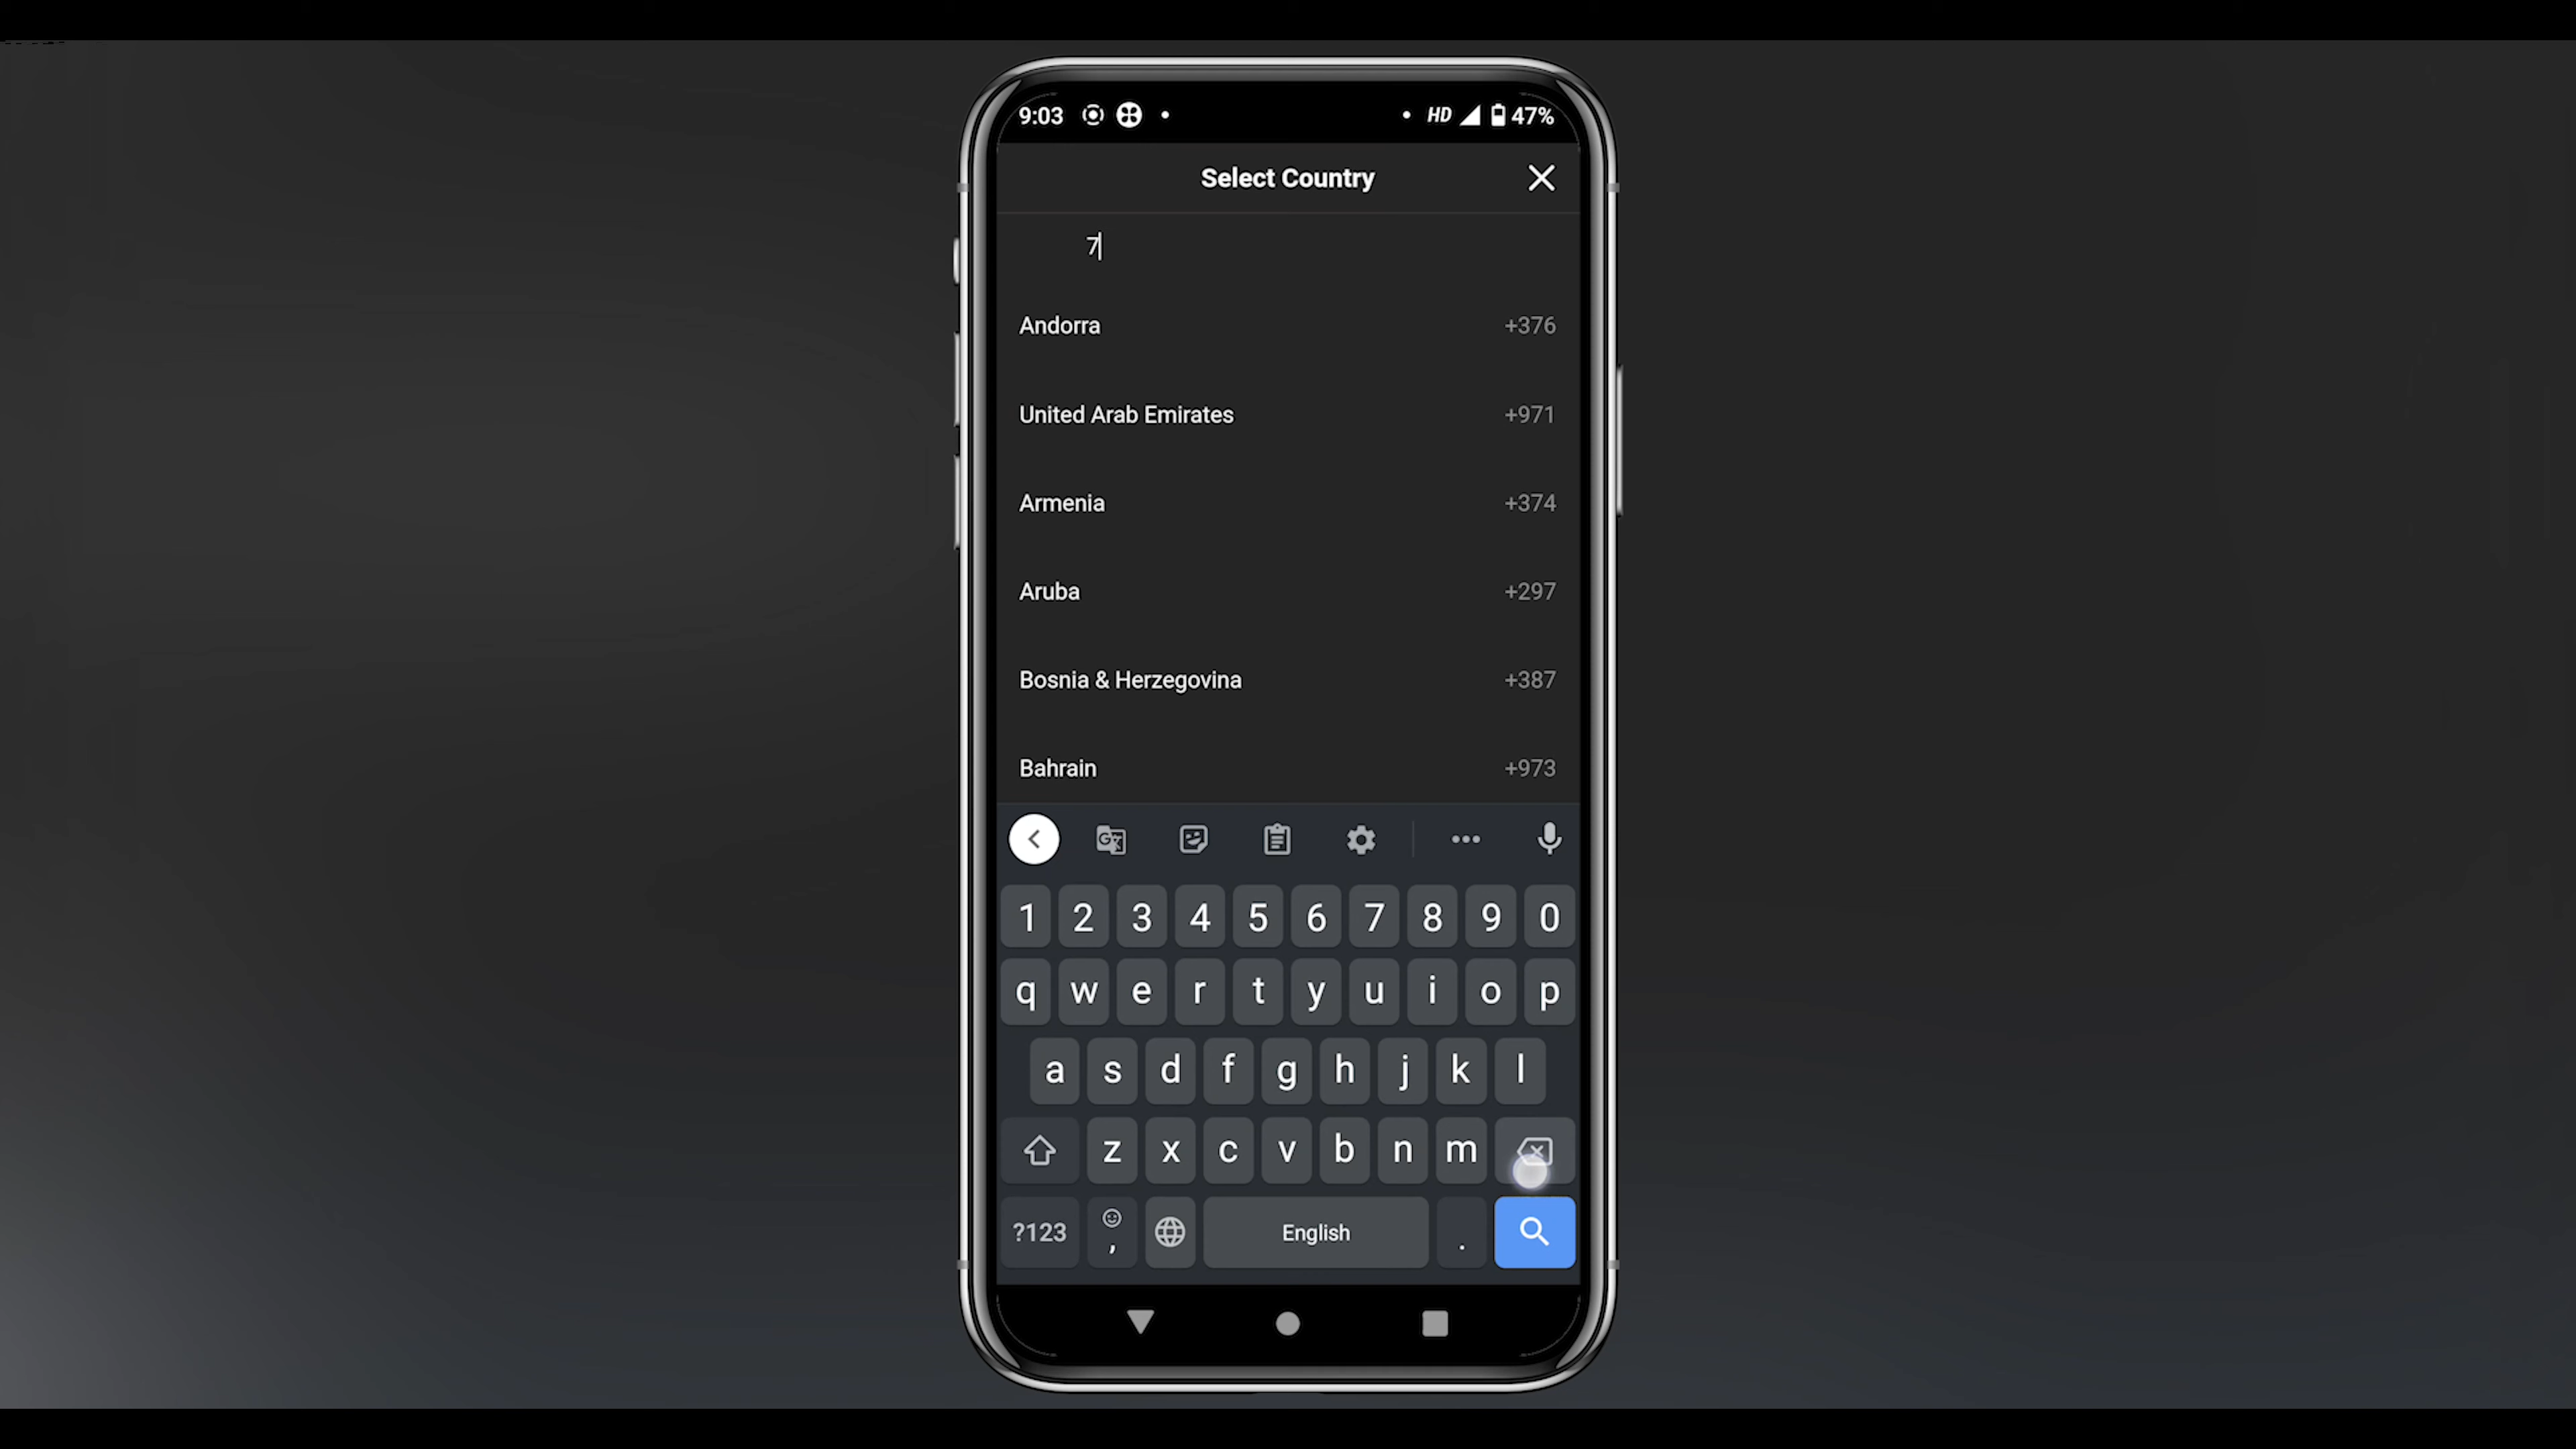 9:03 HD 47%
Select Country
7
Andorra +376
United Arab Emirates +971
Armenia +374
Aruba +297
Bosnia & Herzegovina +387
Bahrain +973
1 2 3 4 5 6 7 8 9 0
q w e r t y u i o p
a s d f g h j k l
z x c v b n m
?123 , English .